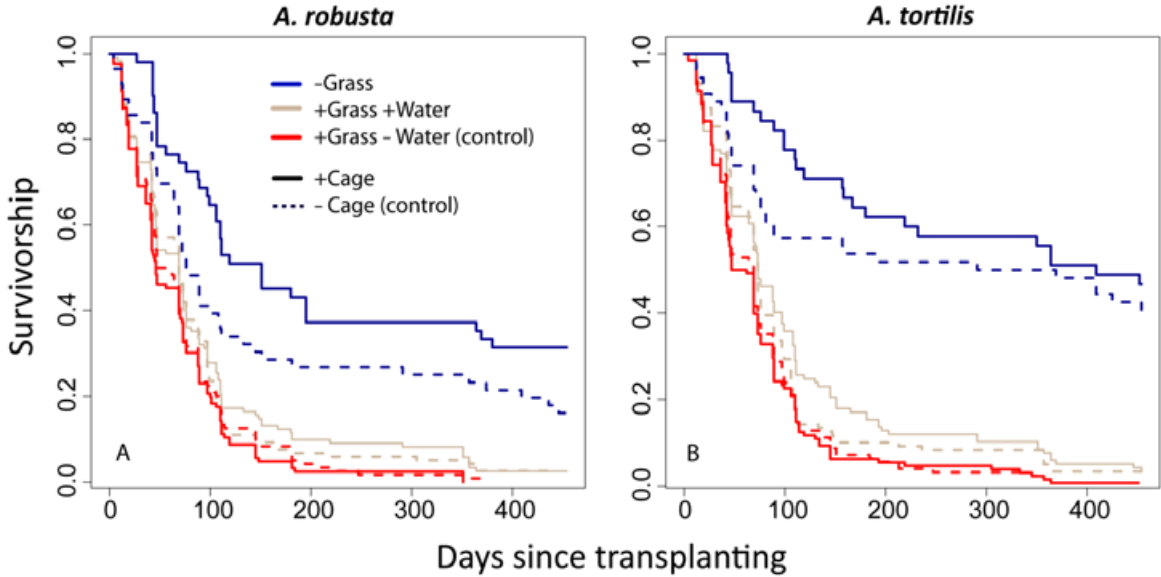 A. robusta
A. tortilis
Survivorship
1.0
0.8
0.6
0.4
0.2
0.0
–Grass
+Grass +Water
+Grass – Water (control)
+Cage
– Cage (control)
A
0
100
200
300
400
1.0
0.8
0.6
0.4
0.2
0.0
B
0
100
200
300
400
Days since transplanting